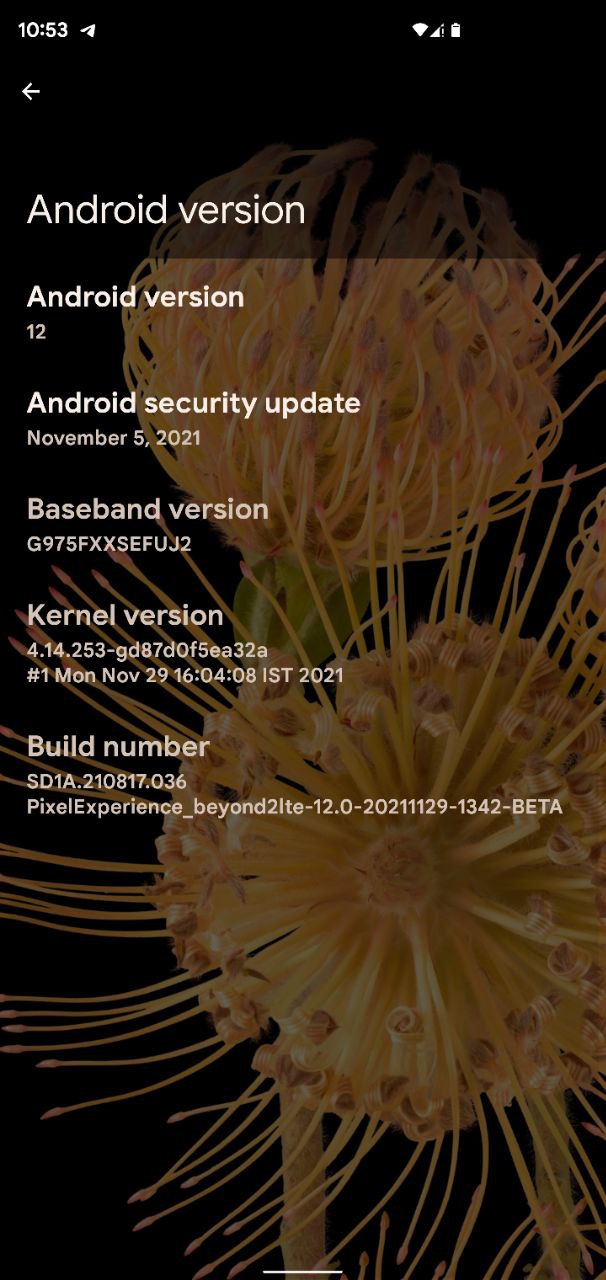 10:53
Android version
Android version
12
Android security update
November 5, 2021
Baseband version
G975FXXSEFUJ2
Kernel version
4.14.253-gd87d0f5ea32a
#1 Mon Nov 29 16:04:08 IST 2021
Build number
SD1A.210817.036
PixelExperience_beyond2lte-12.0-20211129-1342-BETA